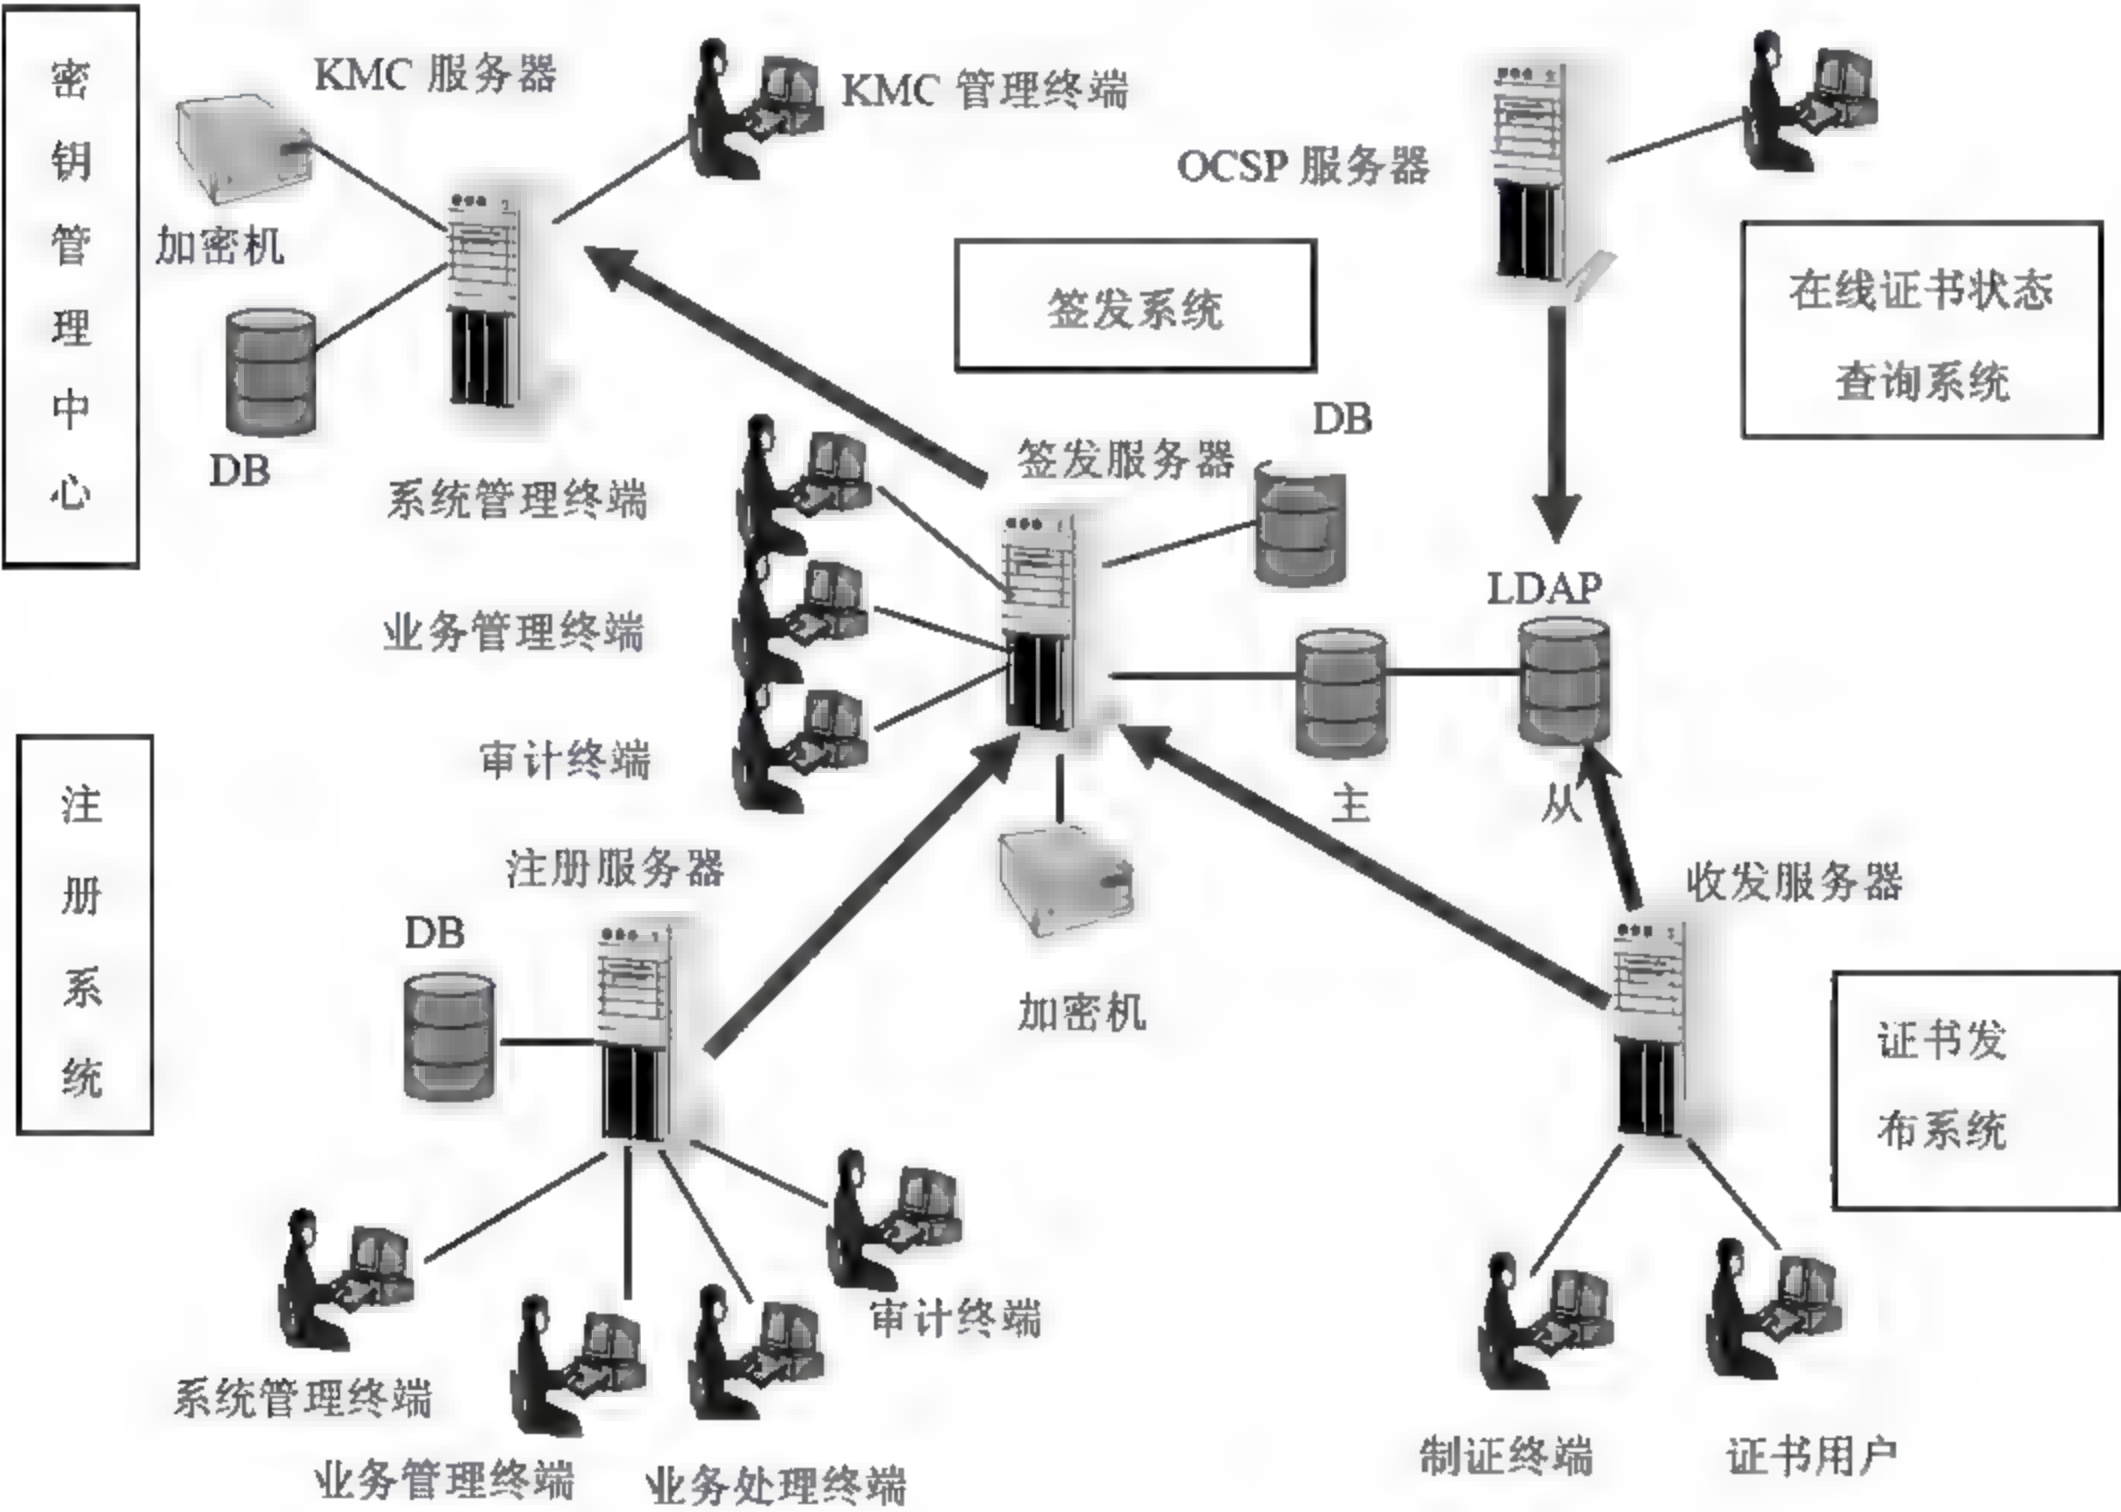 密钥管理中心
KMC 服务器
KMC 管理终端
加密机
DB
OCSP 服务器
在线证书状态
查询系统
签发系统
签发服务器
DB
系统管理终端
业务管理终端
审计终端
LDAP
主
从
加密机
注册系统
注册服务器
DB
系统管理终端
业务管理终端
业务处理终端
审计终端
收发服务器
证书发
布系统
制证终端
证书用户